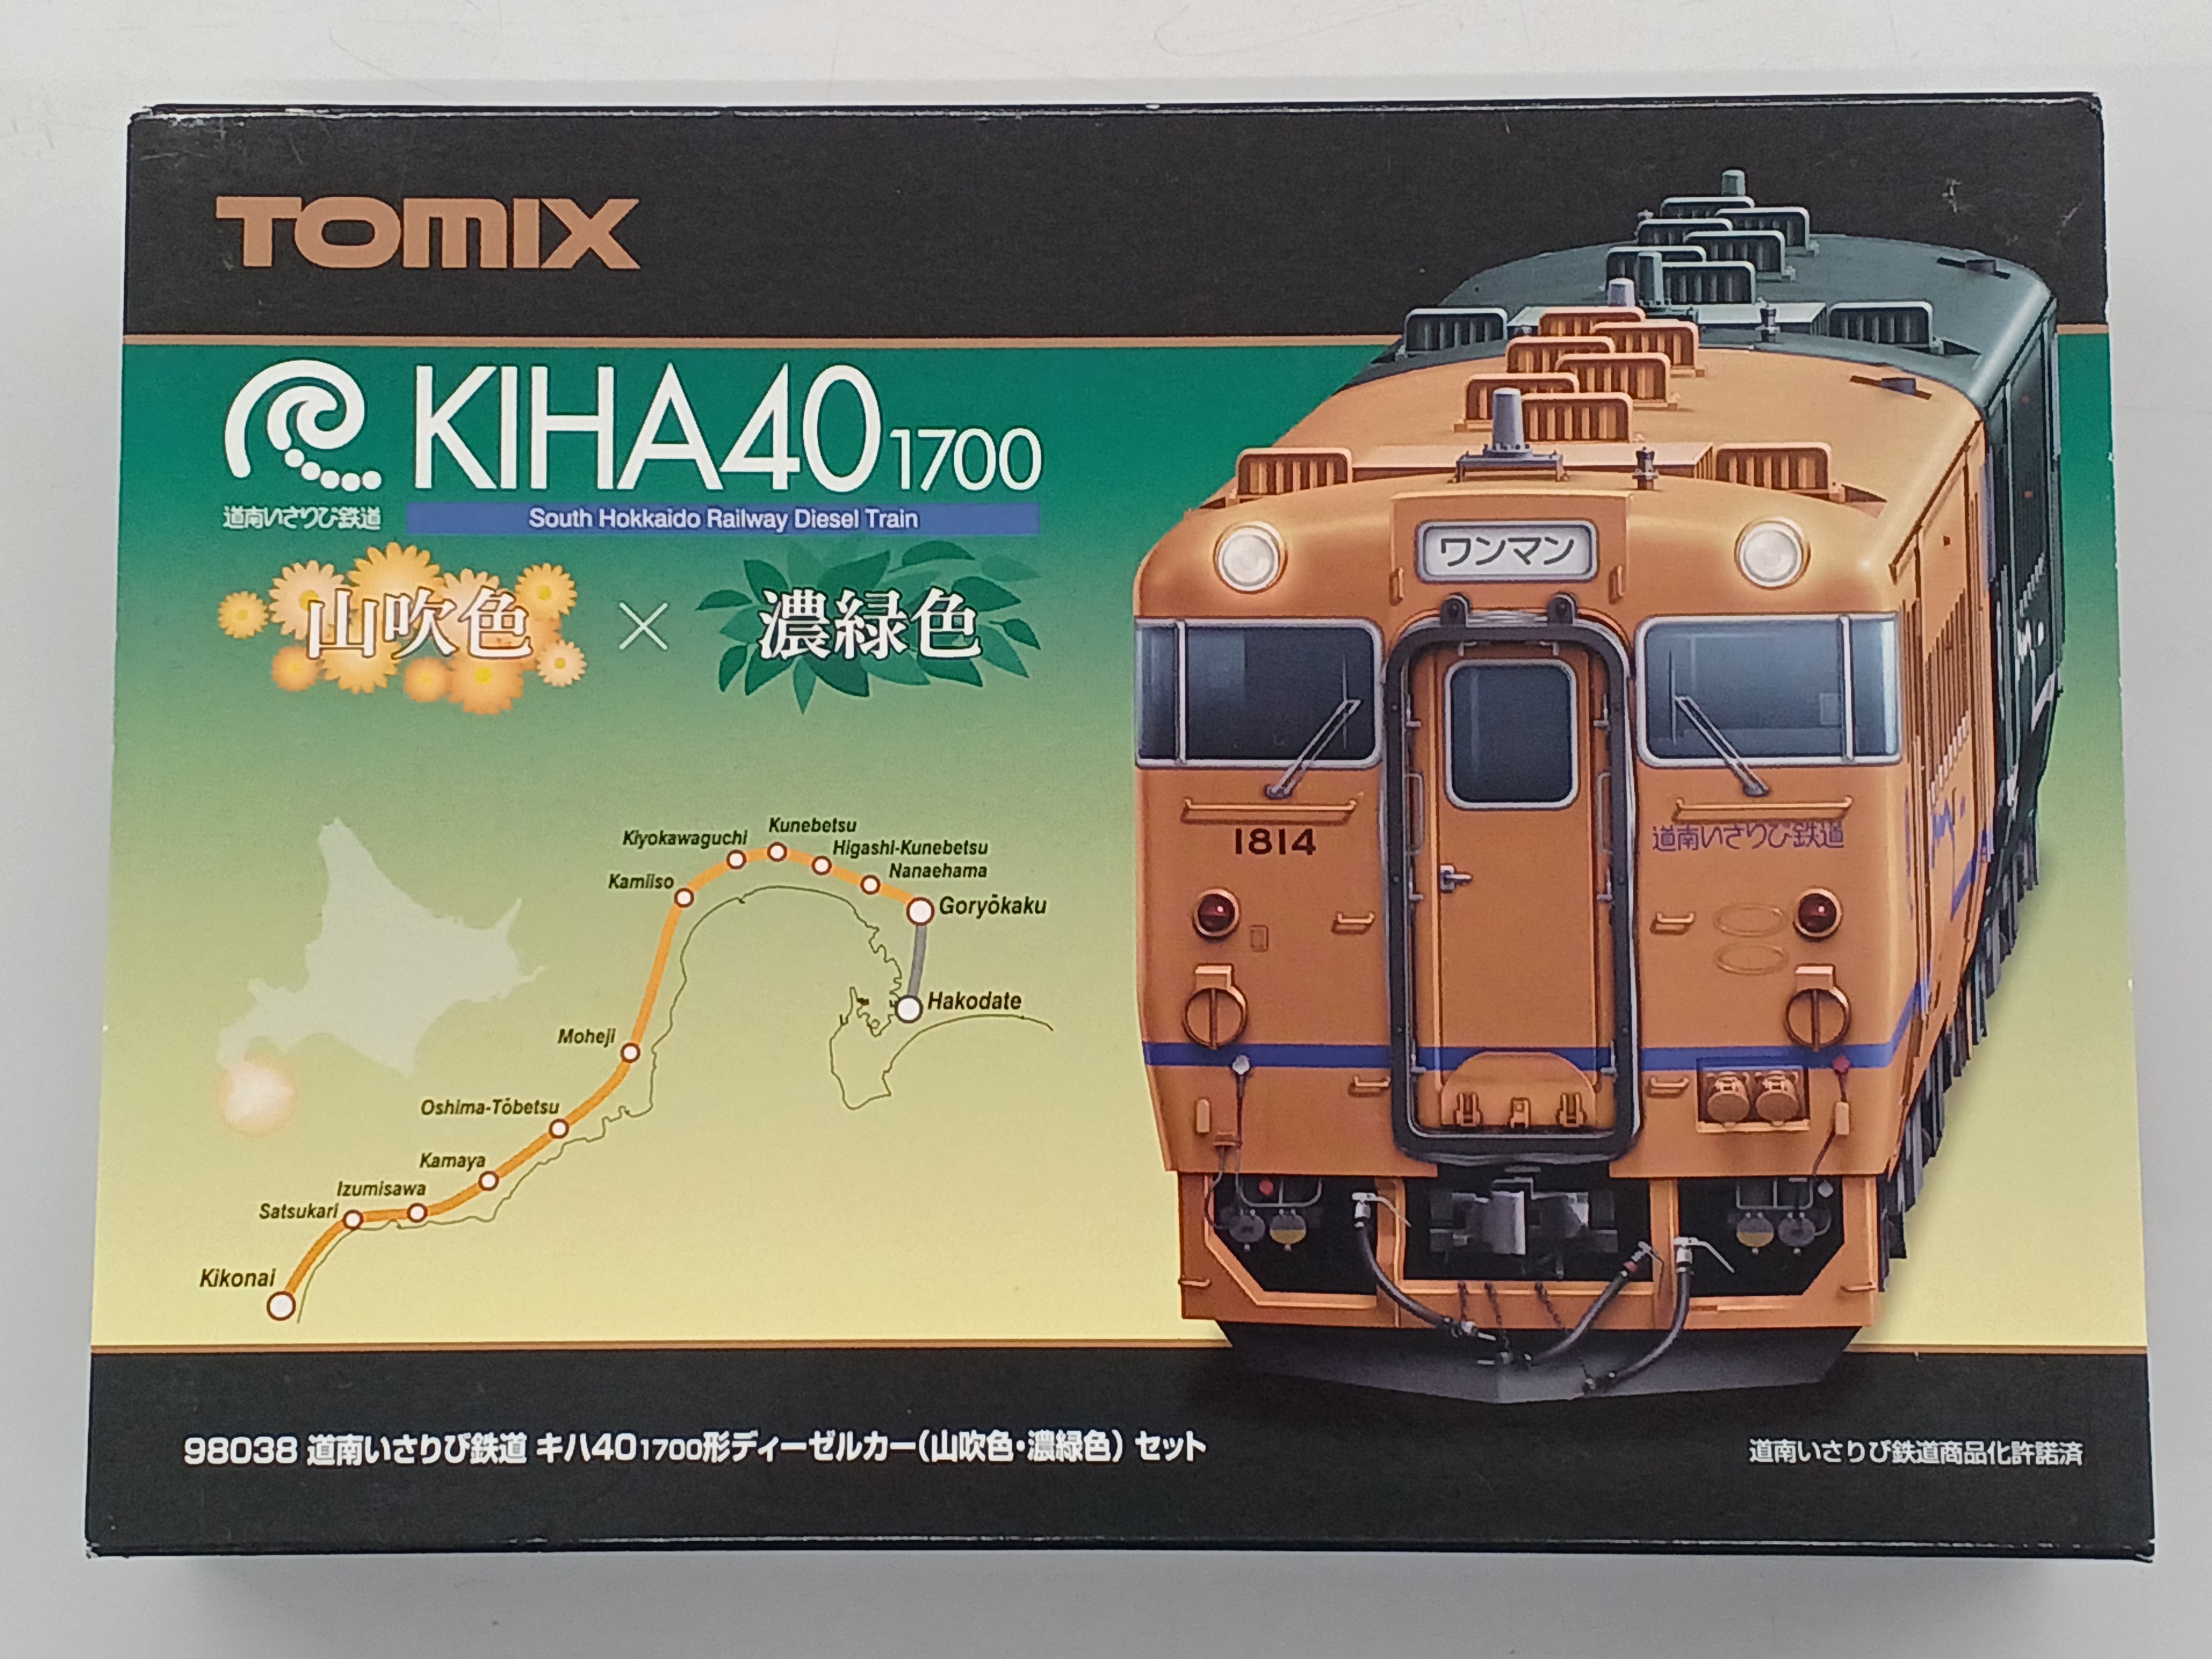 TOMIX
KIHA40 1700
道南いさりび鉄道
South Hokkaido Railway Diesel Train
山吹色×濃緑色
ワンマン
1814
道南いさりび鉄道
Kiyokawaguchi
Kunebetsu
Higashi-Kunebetsu
Nanaehama
Kamiiso
Goryōkaku
Hakodate
Moheji
Oshima-Tōbetsu
Kamaya
Izumisawa
Satsukari
Kikonai
98038 道南いさりび鉄道 キハ40 1700形ディーゼルカー(山吹色・濃緑色) セット
道南いさりび鉄道商品化許諾済